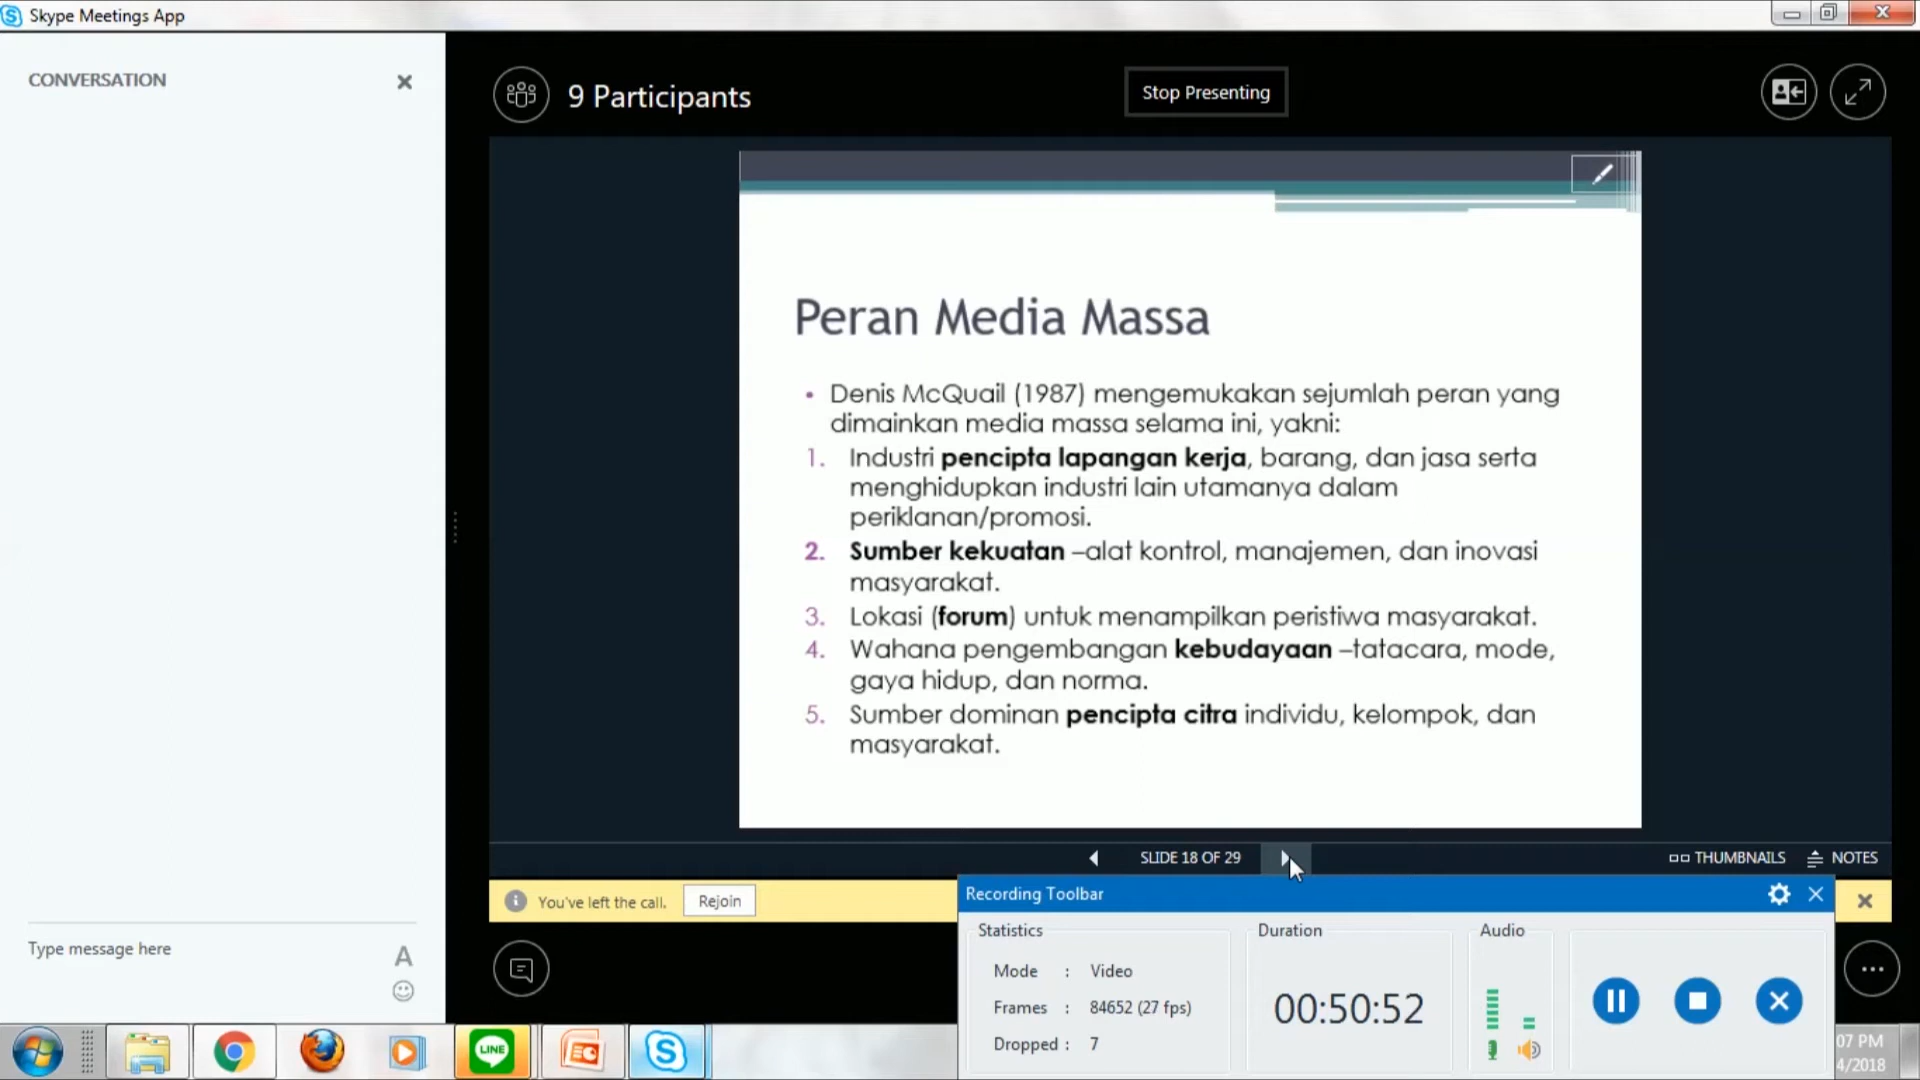 Skype Meetings App
CONVERSATION
9 Participants
Stop Presenting
Peran Media Massa
• Denis McQuail (1987) mengemukakan sejumlah peran yang
dimainkan media massa selama ini, yakni:
1. Industri pencipta lapangan kerja, barang, dan jasa serta
menghidupkan industri lain utamanya dalam
periklanan/promosi.
2. Sumber kekuatan –alat kontrol, manajemen, dan inovasi
masyarakat.
3. Lokasi (forum) untuk menampilkan peristiwa masyarakat.
4. Wahana pengembangan kebudayaan –tatacara, mode,
gaya hidup, dan norma.
5. Sumber dominan pencipta citra individu, kelompok, dan
masyarakat.
SLIDE 18 OF 29
THUMBNAILS
NOTES
You've left the call.
Rejoin
Recording Toolbar
Statistics
Mode : Video
Frames : 84652 (27 fps)
Dropped : 7
Duration
00:50:52
Audio
Type message here
A
LINE
07 PM
4/2018